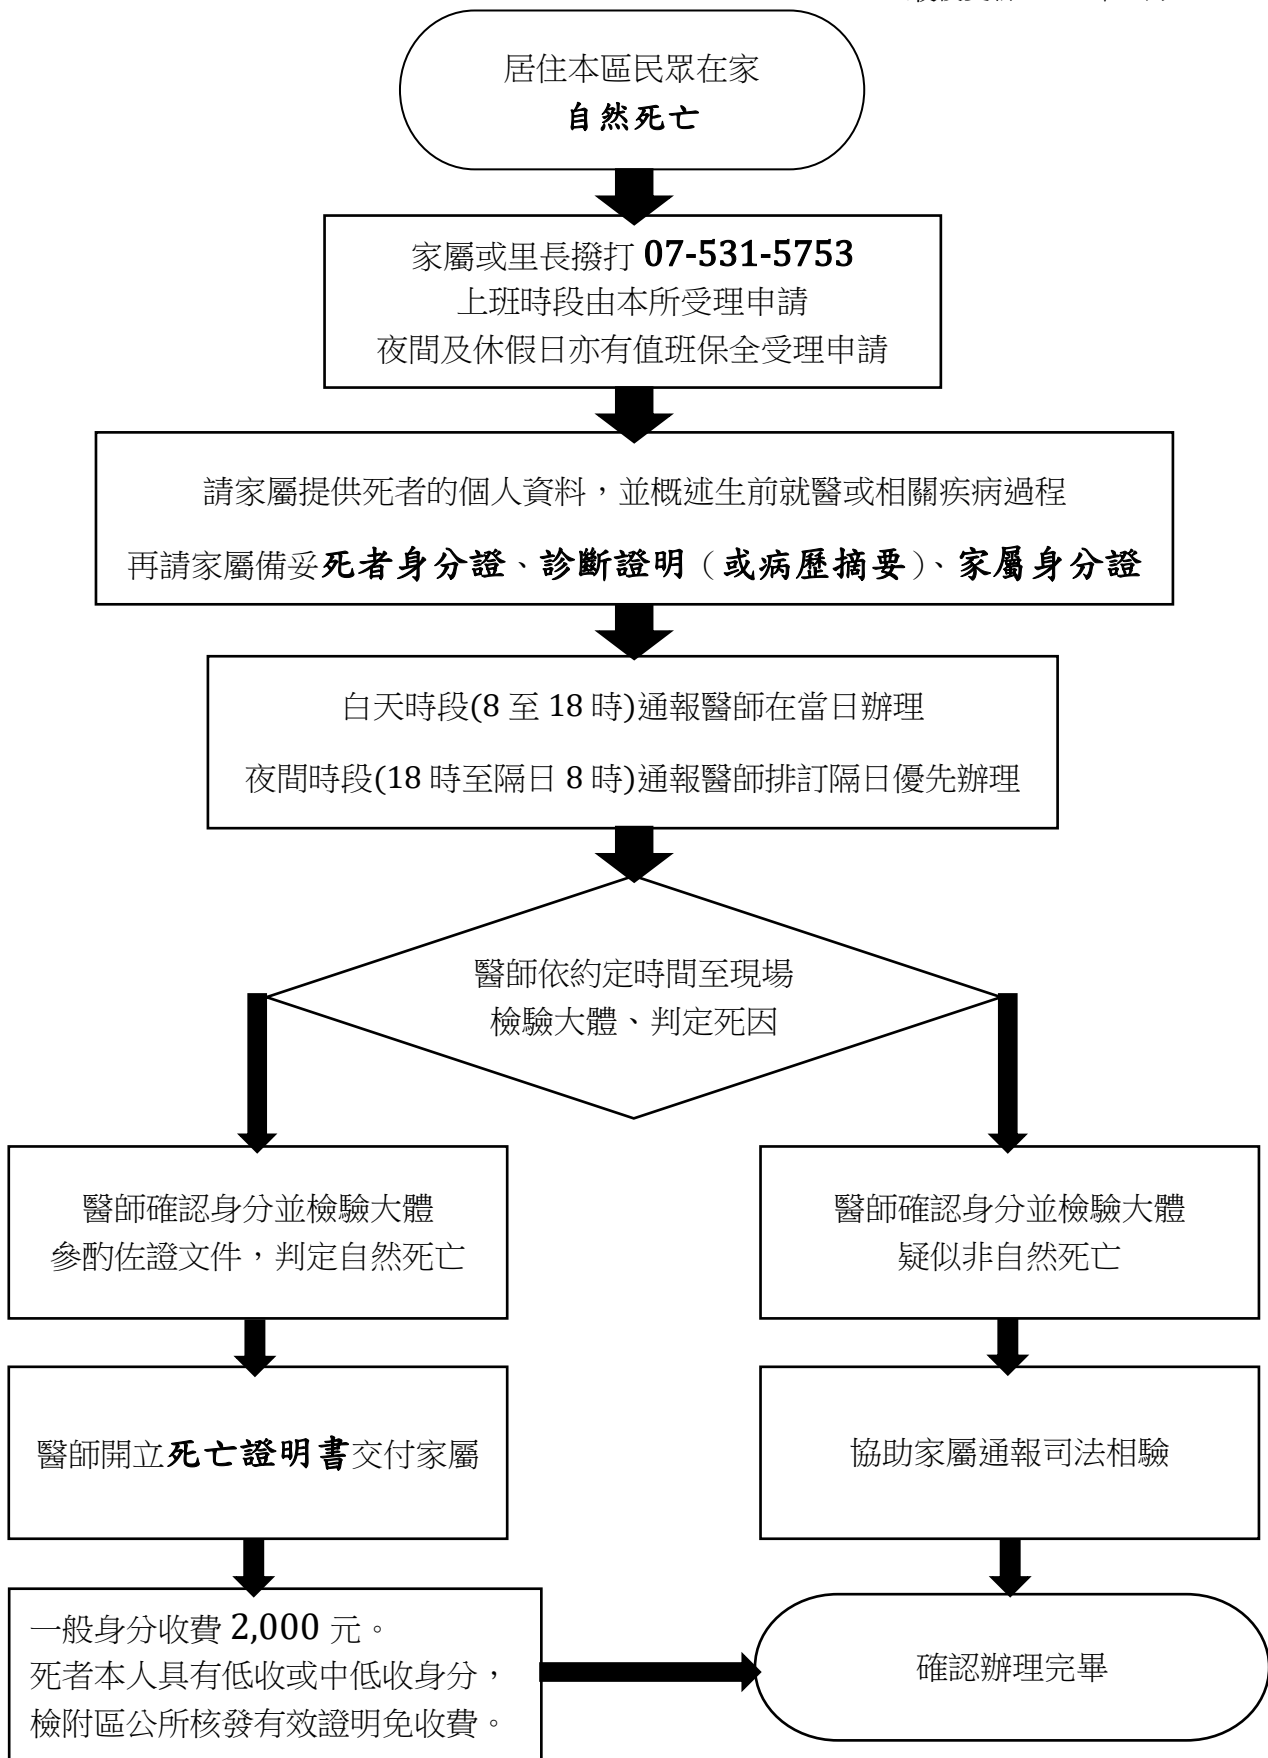 居住本區民眾在家
自然死亡
家屬或里長撥打 07-531-5753
上班時段由本所受理申請
夜間及休假日亦有值班保全受理申請
請家屬提供死者的個人資料，並概述生前就醫或相關疾病過程
再請家屬備妥死者身分證、診斷證明（或病歷摘要）、家屬身分證
白天時段(8 至 18 時)通報醫師在當日辦理
夜間時段(18 時至隔日 8 時)通報醫師排訂隔日優先辦理
醫師依約定時間至現場
檢驗大體、判定死因
醫師確認身分並檢驗大體
參酌佐證文件，判定自然死亡
醫師確認身分並檢驗大體
疑似非自然死亡
醫師開立死亡證明書交付家屬
協助家屬通報司法相驗
一般身分收費 2,000 元。
死者本人具有低收或中低收身分，
檢附區公所核發有效證明免收費。
確認辦理完畢